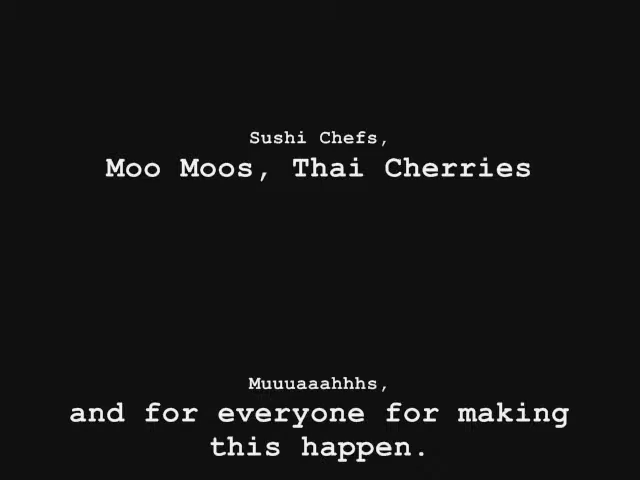 Sushi Chefs,
Moo Moos, Thai Cherries
Muuuaaahhhs,
and for everyone for making
this happen.